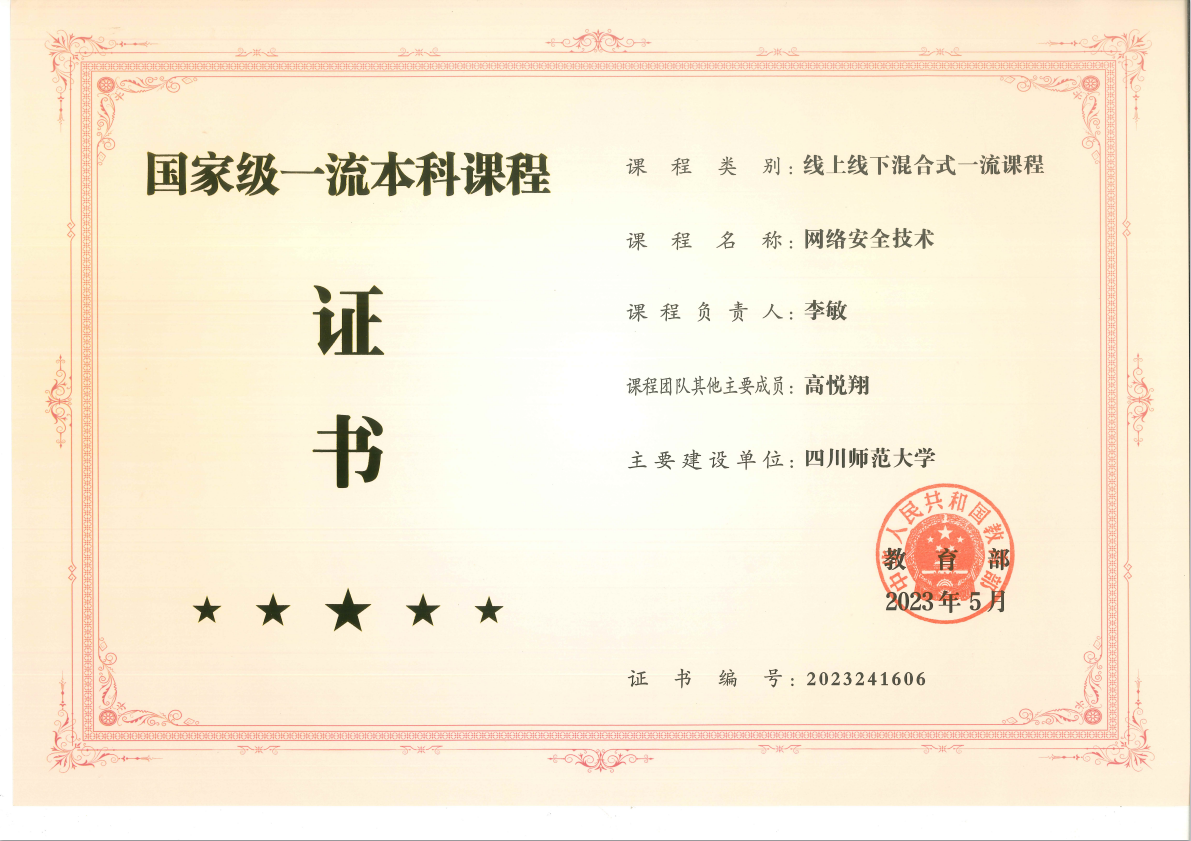 国家级一流本科课程
证
书
课程类别：线上线下混合式一流课程
课程名称：网络安全技术
课程负责人：李敏
课程团队其他主要成员：高悦翔
主要建设单位：四川师范大学
中华人民共和国教育部
教育部
2023年5月
证书编号：2023241606